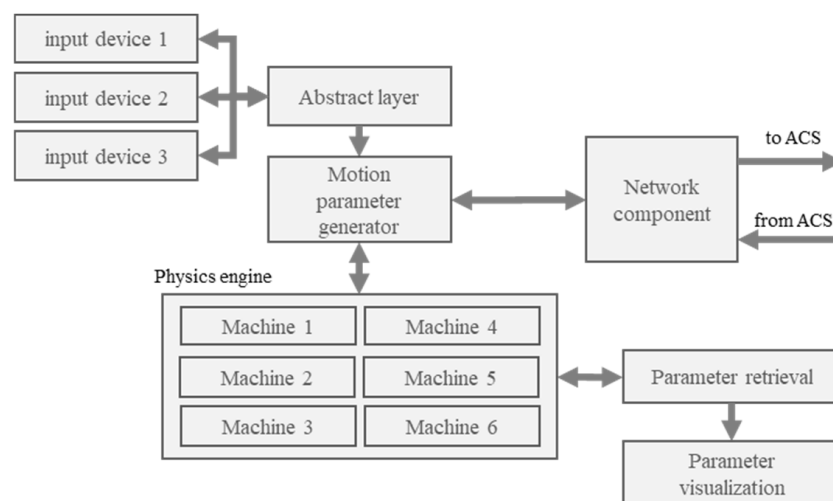 input device 1
input device 2
input device 3
Abstract layer
Motion
parameter
generator
Network
component
to ACS
from ACS
Physics engine
Machine 1
Machine 4
Machine 2
Machine 5
Machine 3
Machine 6
Parameter retrieval
Parameter
visualization